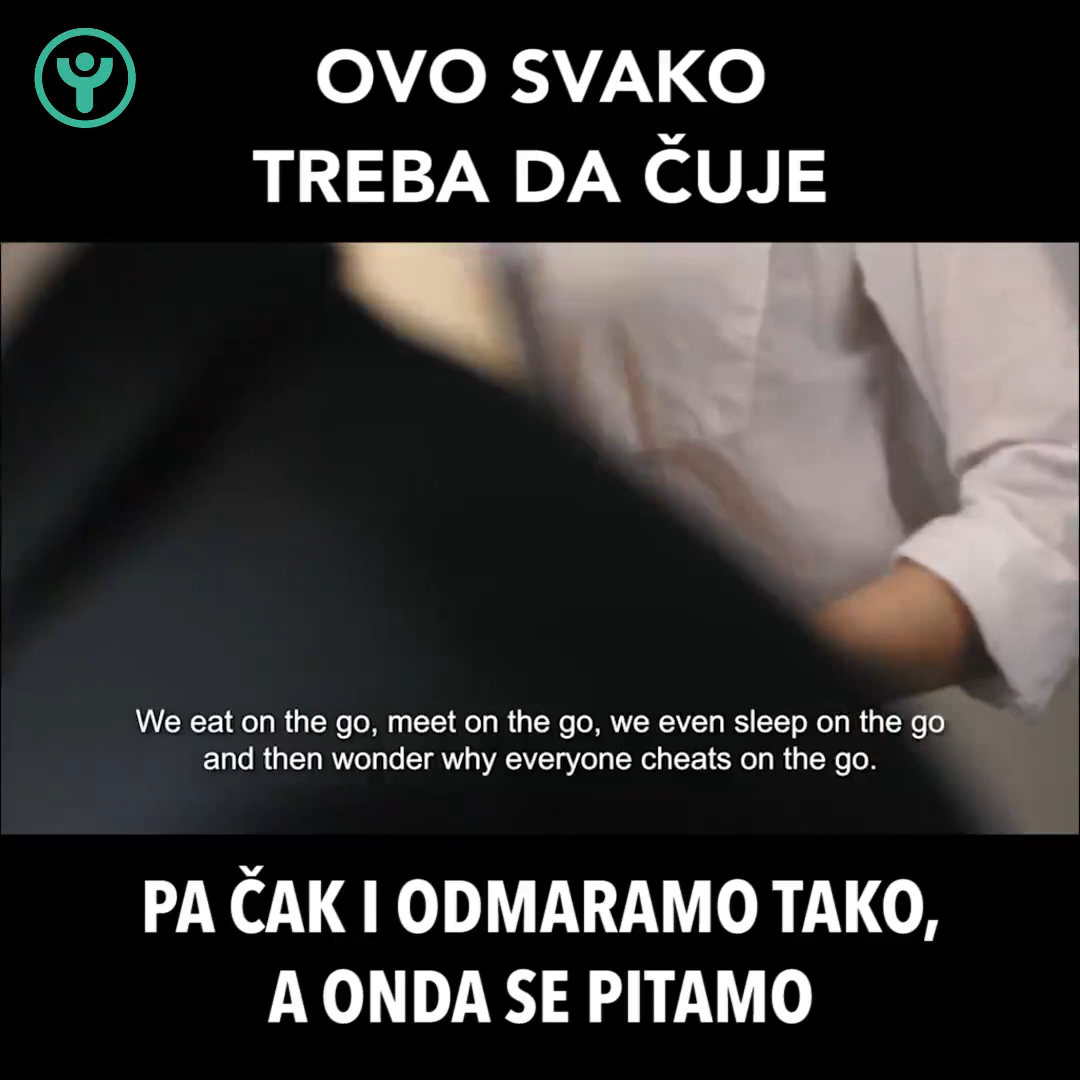 OVO SVAKO
TREBA DA ČUJE
We eat on the go, meet on the go, we even sleep on the go
and then wonder why everyone cheats on the go.
PA ČAK I ODMARAMO TAKO,
A ONDA SE PITAMO